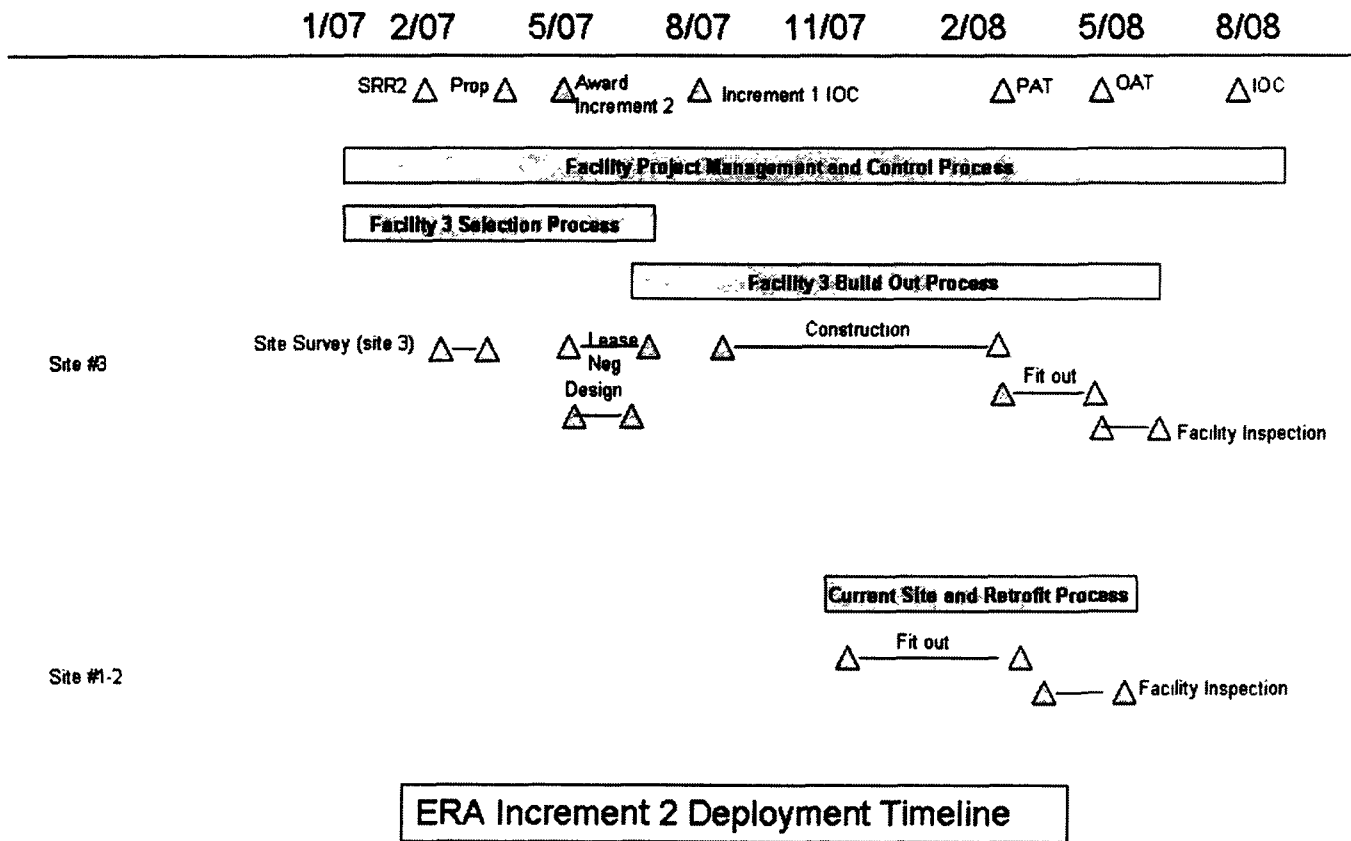 1/07 2/07 5/07 8/07 11/07 2/08 5/08 8/08
SRR2 Prop Award Increment 1 IOC PAT OAT IOC
Increment 2
Facility Project Management and Control Process
Facility 3 Selection Process
Facility 3 Build Out Process
Site #3
Site Survey (site 3) Lease Construction
Neg
Fit out
Design
Facility Inspection
Current Site and Retrofit Process
Site #1-2
Fit out
Facility Inspection
ERA Increment 2 Deployment Timeline